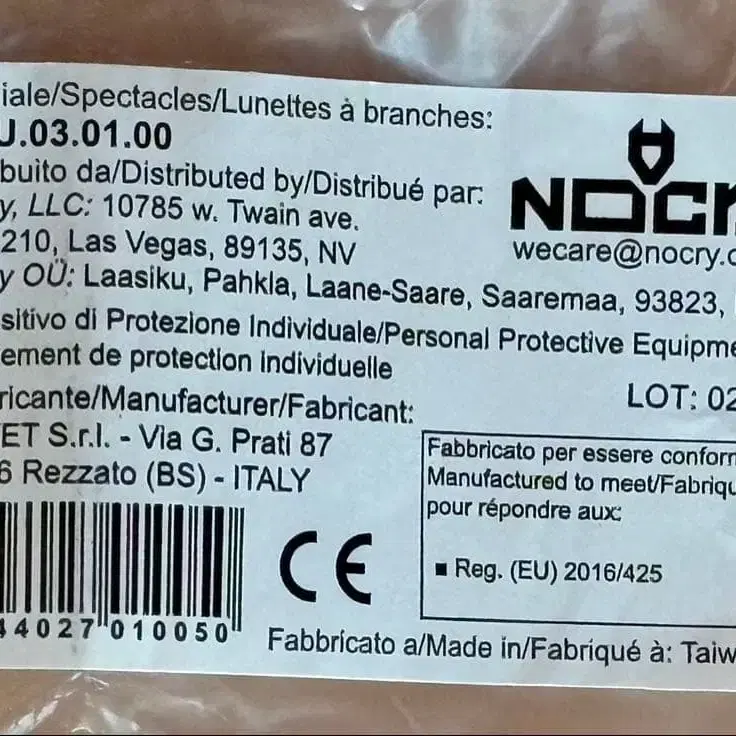 iale/Spectacles/Lunettes à branches:
J.03.01.00
buito da/Distributed by/Distribué par:
y, LLC: 10785 w. Twain ave.
210, Las Vegas, 89135, NV
y OÜ: Laasiku, Pahkla, Laane-Saare, Saaremaa, 93823,
sitivo di Protezione Individuale/Personal Protective Equipme
ement de protection individuelle
ricante/Manufacturer/Fabricant:
ET S.r.l. - Via G. Prati 87
6 Rezzato (BS) - ITALY
44027 010050
NOCR
wecare@nocry.c
LOT: 02
Fabbricato per essere conform
Manufactured to meet/Fabriqu
pour répondre aux:
▪ Reg. (EU) 2016/425
CE
Fabbricato a/Made in/Fabriqué à: Taiw